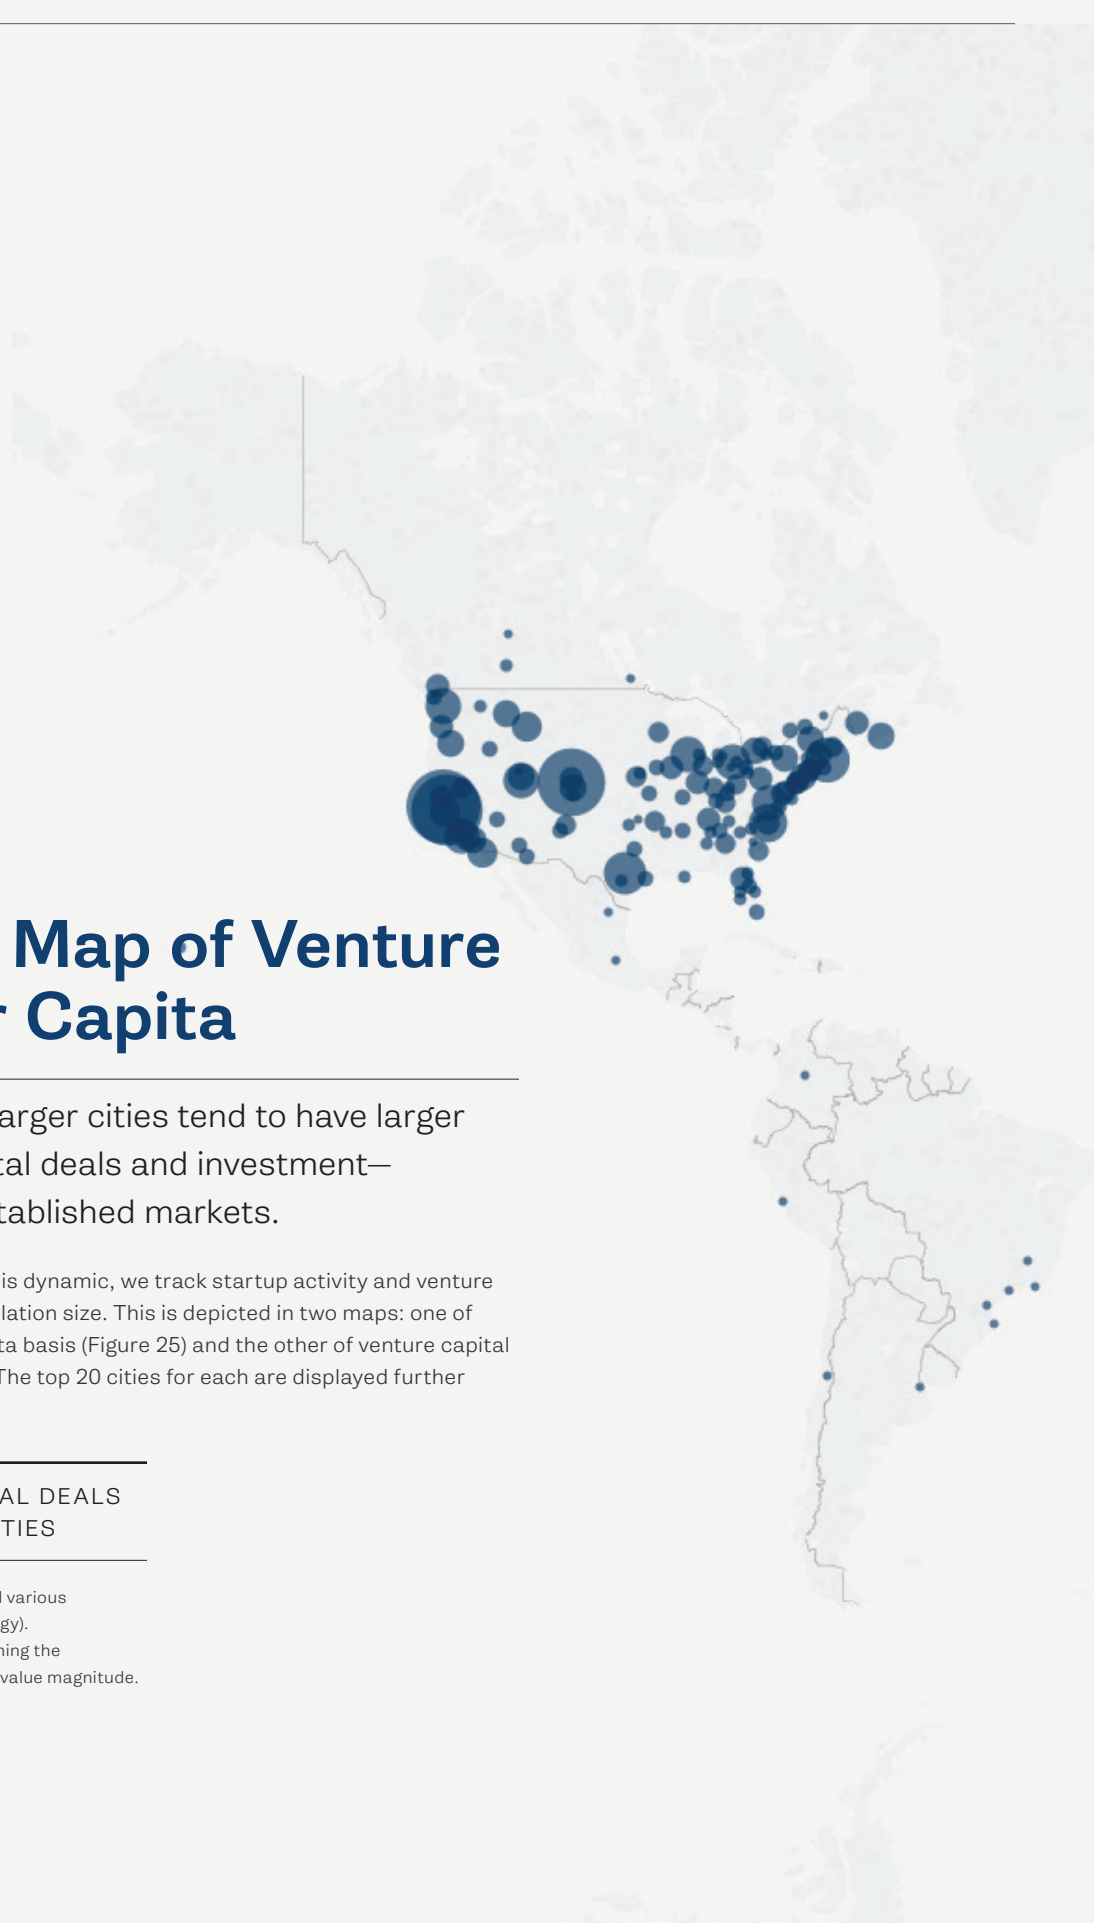 Map of Venture
r Capita
arger cities tend to have larger
tal deals and investment—
tablished markets.
is dynamic, we track startup activity and venture
lation size. This is depicted in two maps: one of
ta basis (Figure 25) and the other of venture capital
The top 20 cities for each are displayed further
AL DEALS
TIES
l various
gy).
ning the
value magnitude.